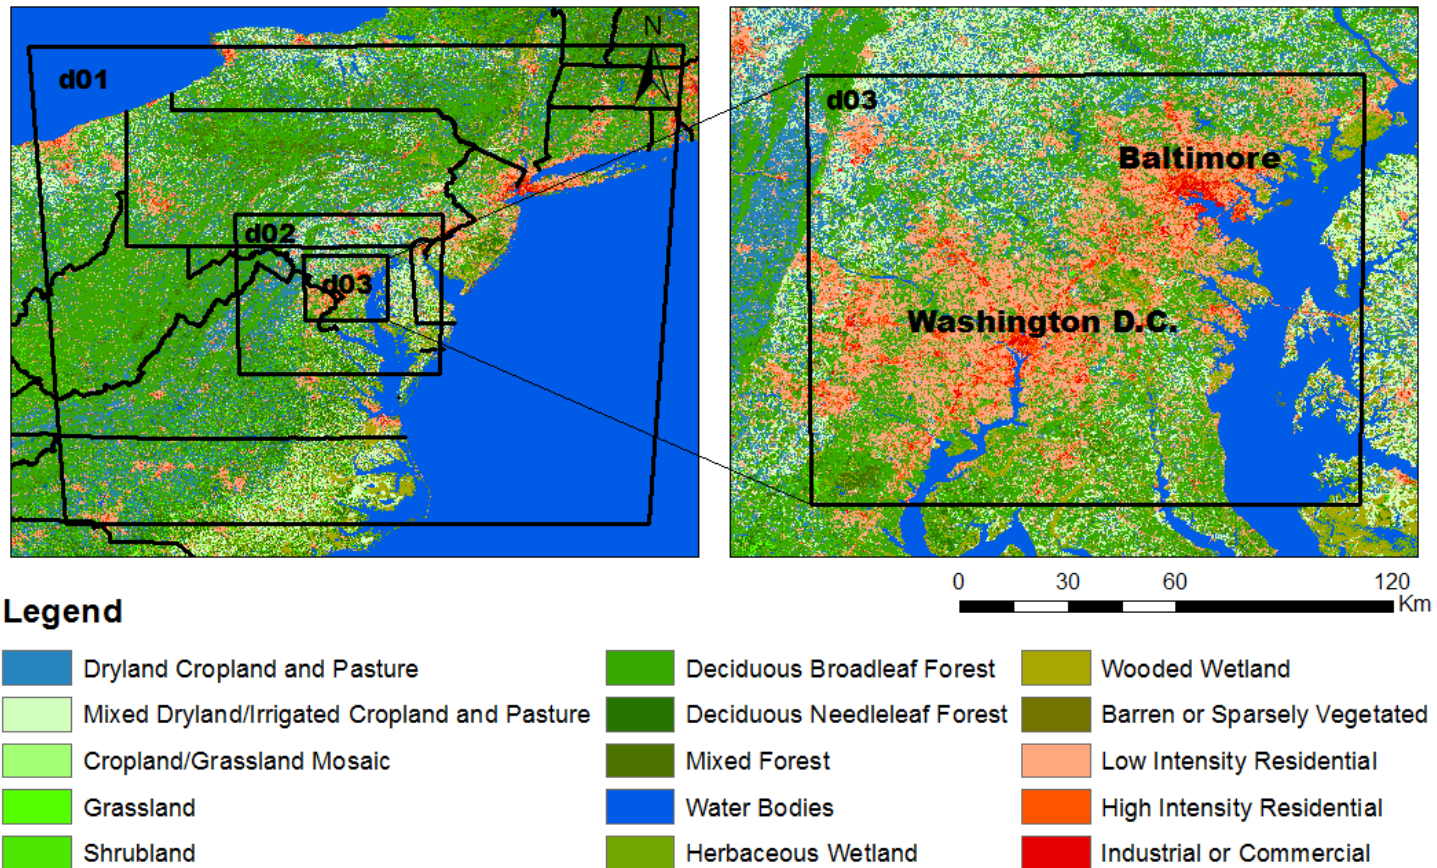 N
d01
d02
d03
d03
Baltimore
Washington D.C.
0 30 60 120
Km
Legend
Dryland Cropland and Pasture
Mixed Dryland/Irrigated Cropland and Pasture
Cropland/Grassland Mosaic
Grassland
Shrubland
Deciduous Broadleaf Forest
Deciduous Needleleaf Forest
Mixed Forest
Water Bodies
Herbaceous Wetland
Wooded Wetland
Barren or Sparsely Vegetated
Low Intensity Residential
High Intensity Residential
Industrial or Commercial